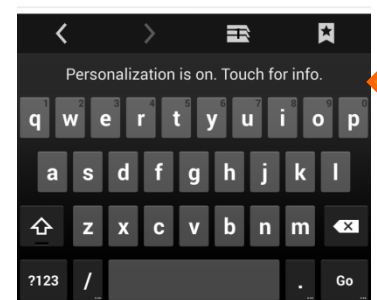 Personalization is on. Touch for info.
1 2 3 4 5 6 7 8 9 0
q w e r t y u i o p
a s d f g h j k l
z x c v b n m
?123 / . Go